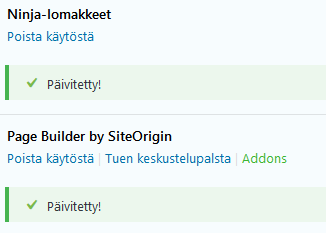 Ninja-lomakkeet
Poista käytöstä
Päivitetty!
Page Builder by SiteOrigin
Poista käytöstä | Tuen keskustelupalsta | Addons
Päivitetty!